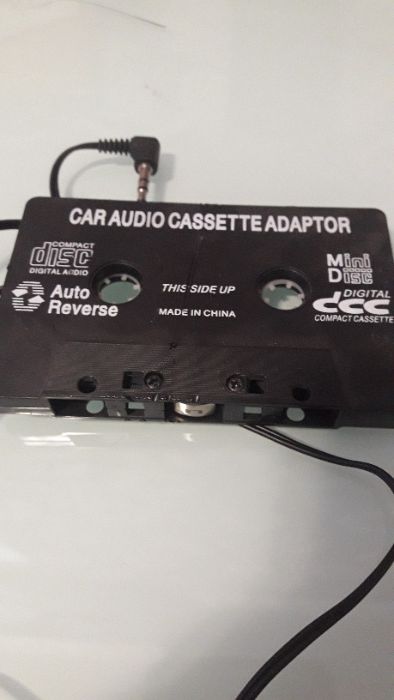 CAR AUDIO CASSETTE ADAPTOR
COMPACT
disc
DIGITAL AUDIO
Auto
Reverse
THIS SIDE UP
MADE IN CHINA
Mini
Disc
DIGITAL
dcc
COMPACT CASSETTE